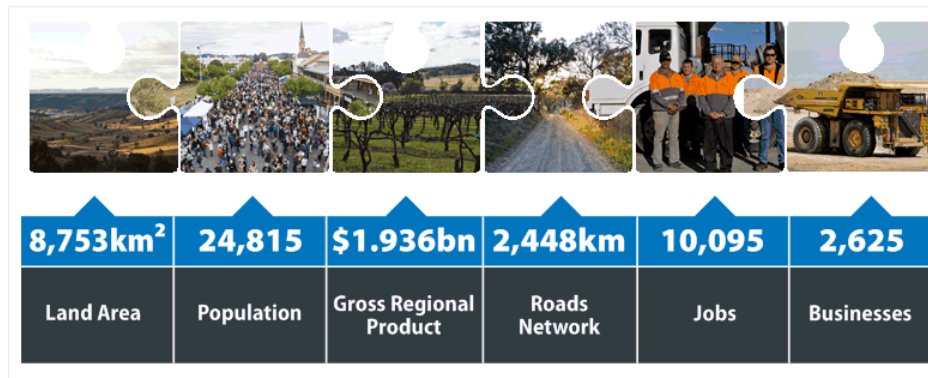 8,753km²
24,815
$1.936bn
2,448km
10,095
2,625
Land Area
Population
Gross Regional
Product
Roads
Network
Jobs
Businesses